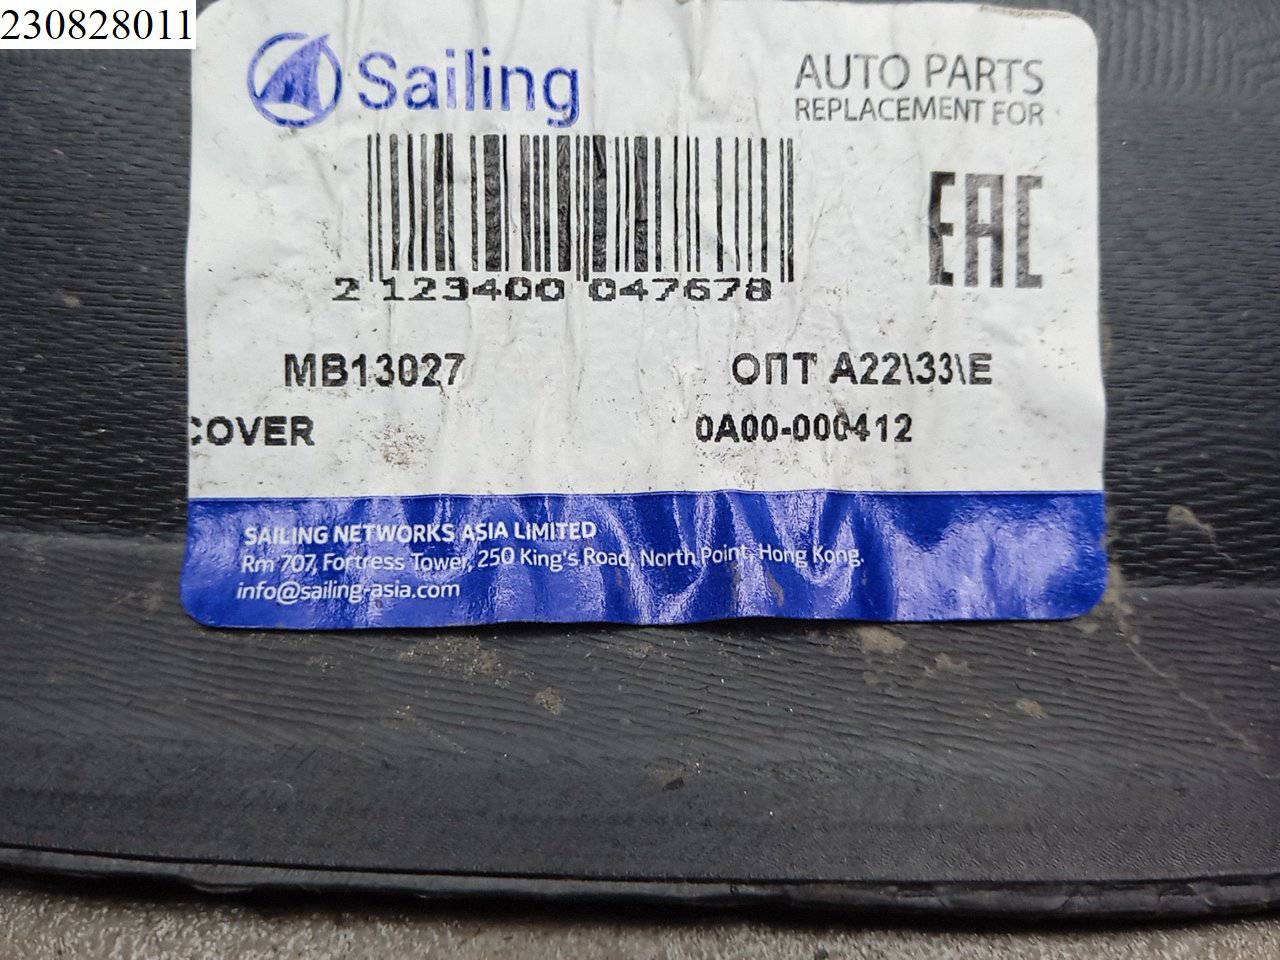 230828011
Sailing
AUTO PARTS
REPLACEMENT FOR
EAC
2 123400 047678
MB13027
ОПТ A22\33\E
COVER
0A00-000412
SAILING NETWORKS ASIA LIMITED
Rm 707, Fortress Tower, 250 King's Road, North Point, Hong Kong.
info@sailing-asia.com